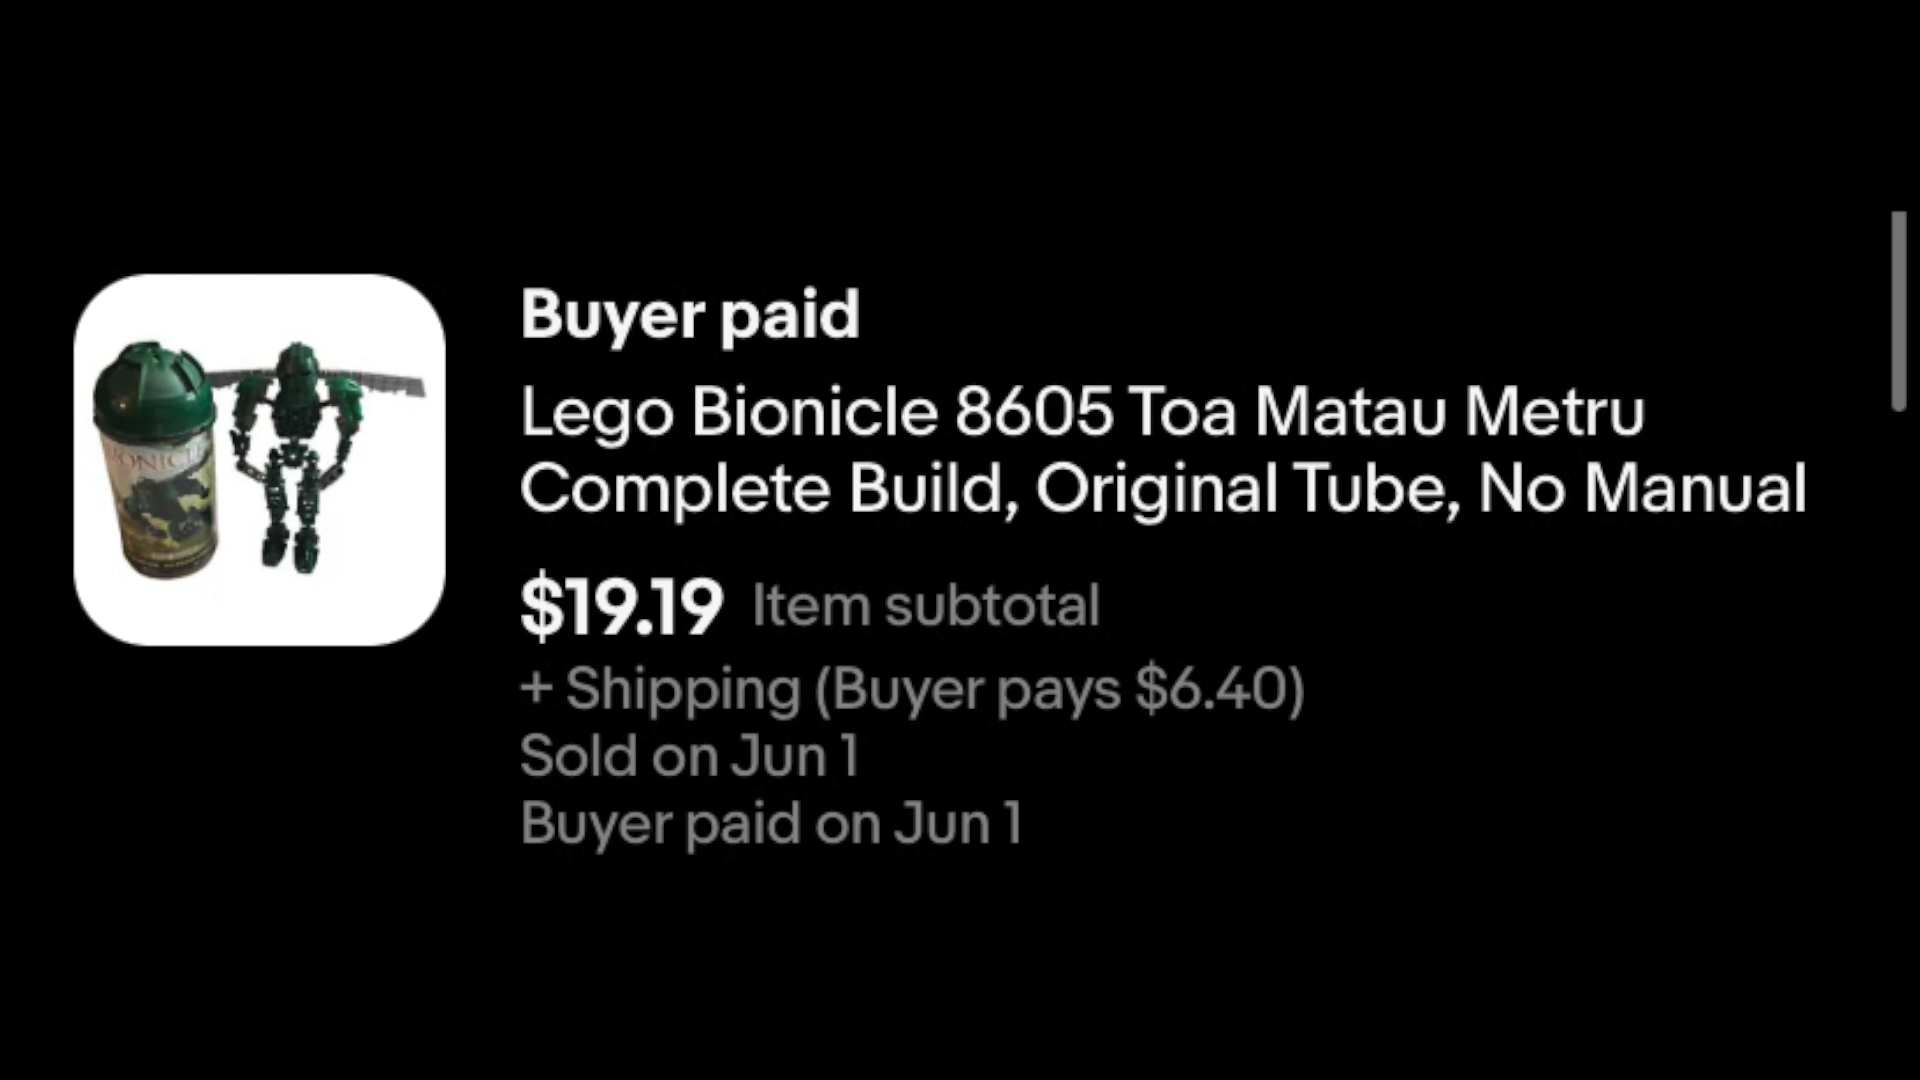 Buyer paid
Lego Bionicle 8605 Toa Matau Metru
Complete Build, Original Tube, No Manual
$19.19 Item subtotal
+ Shipping (Buyer pays $6.40)
Sold on Jun 1
Buyer paid on Jun 1